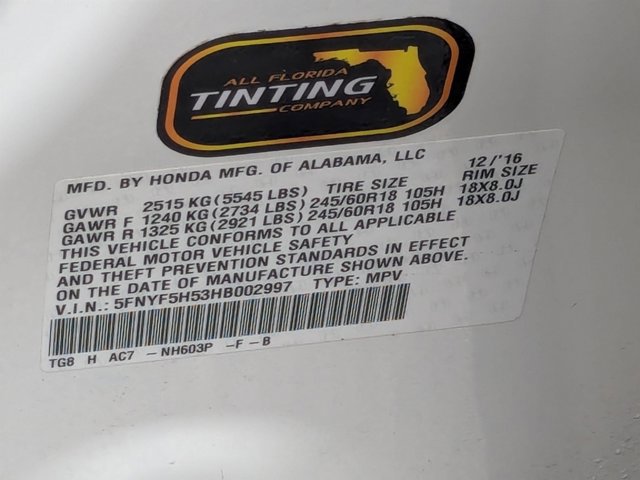 ALL FLORIDA
TINTING
COMPANY
MFD. BY HONDA MFG. OF ALABAMA, LLC 12/'16
GVWR 2515 KG(5545 LBS) TIRE SIZE RIM SIZE
GAWR F 1240 KG(2734 LBS)245/60R18 105H 18X8.0J
GAWR R 1325 KG(2921 LBS)245/60R18 105H 18X8.0J
THIS VEHICLE CONFORMS TO ALL APPLICABLE
FEDERAL MOTOR VEHICLE SAFETY
AND THEFT PREVENTION STANDARDS IN EFFECT
ON THE DATE OF MANUFACTURE SHOWN ABOVE.
V.I.N.: 5FNYF5H53HB002997 TYPE: MPV
TG8 H AC7 -NH603P -F-B